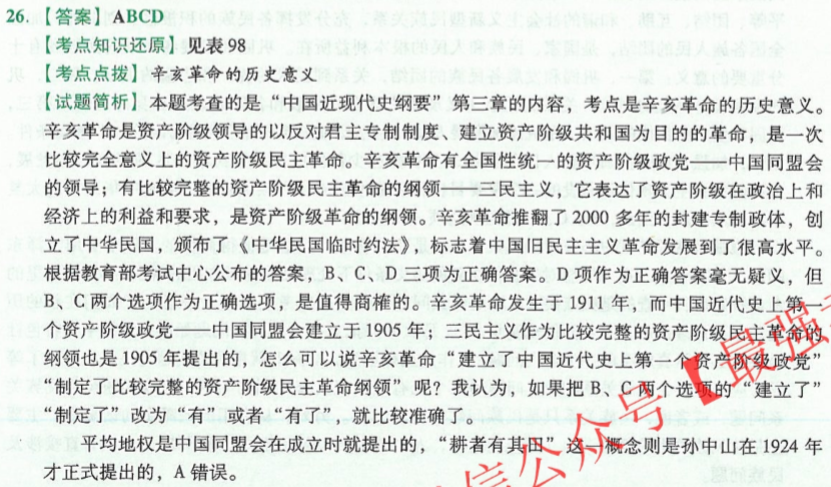 26.【答案】ABCD
【考点知识还原】见表98
【考点点拨】辛亥革命的历史意义
【试题简析】本题考查的是“中国近现代史纲要”第三章的内容，考点是辛亥革命的历史意义。
辛亥革命是资产阶级领导的以反对君主专制制度、建立资产阶级共和国为目的的革命，是一次
比较完全意义上的资产阶级民主革命。辛亥革命有全国性统一的资产阶级政党——中国同盟会
的领导；有比较完整的资产阶级民主革命的纲领——三民主义，它表达了资产阶级在政治上和
经济上的利益和要求，是资产阶级革命的纲领。辛亥革命推翻了2000多年的封建专制政体，创
立了中华民国，颁布了《中华民国临时约法》，标志着中国旧民主主义革命发展到了很高水平。
根据教育部考试中心公布的答案，B、C、D三项为正确答案。D项作为正确答案毫无疑义，但
B、C两个选项作为正确选项，是值得商榷的。辛亥革命发生于1911年，而中国近代史上第一
个资产阶级政党——中国同盟会建立于1905年；三民主义作为比较完整的资产阶级民主革命的
纲领也是1905年提出的，怎么可以说辛亥革命“建立了中国近代史上第一个资产阶级政党”
“制定了比较完整的资产阶级民主革命纲领”呢？我认为，如果把B、C两个选项的“建立了”
“制定了”改为“有”或者“有了”，就比较准确了。
平均地权是中国同盟会在成立时就提出的，“耕者有其田”这一概念则是孙中山在1924年
才正式提出的，A错误。
信公众号【最强